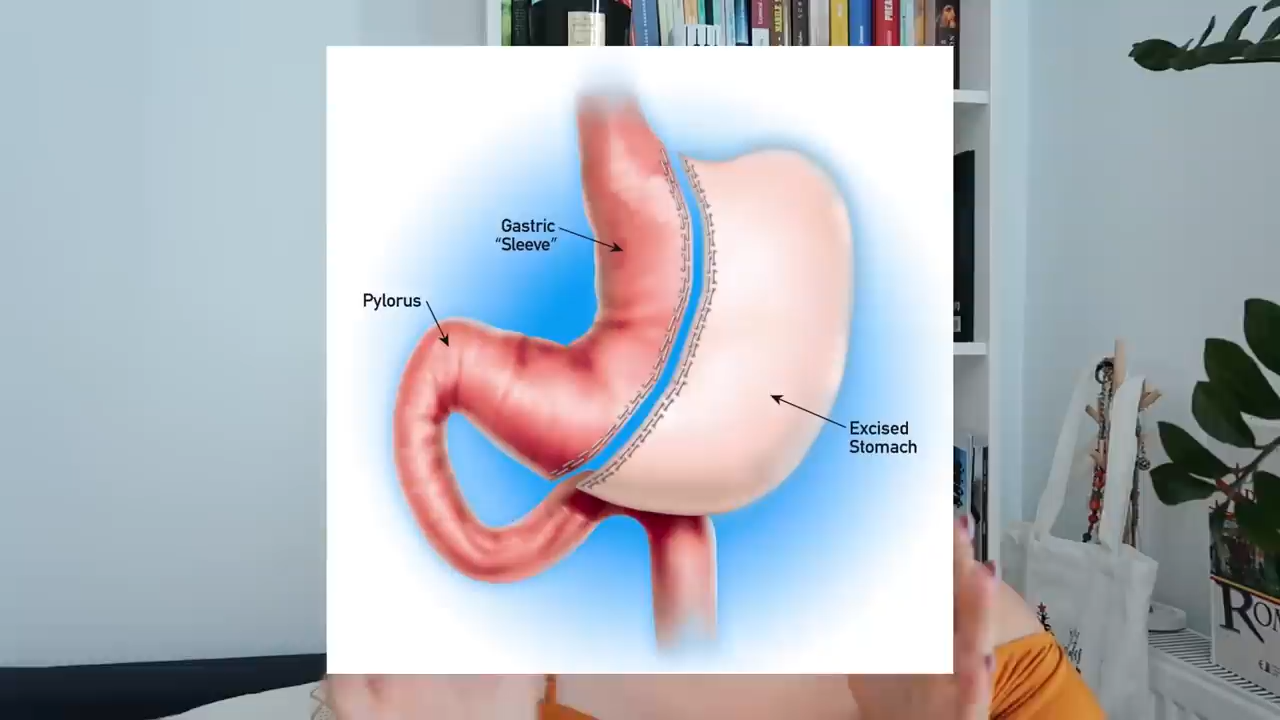 Gastric
“Sleeve”
Pylorus
Excised
Stomach